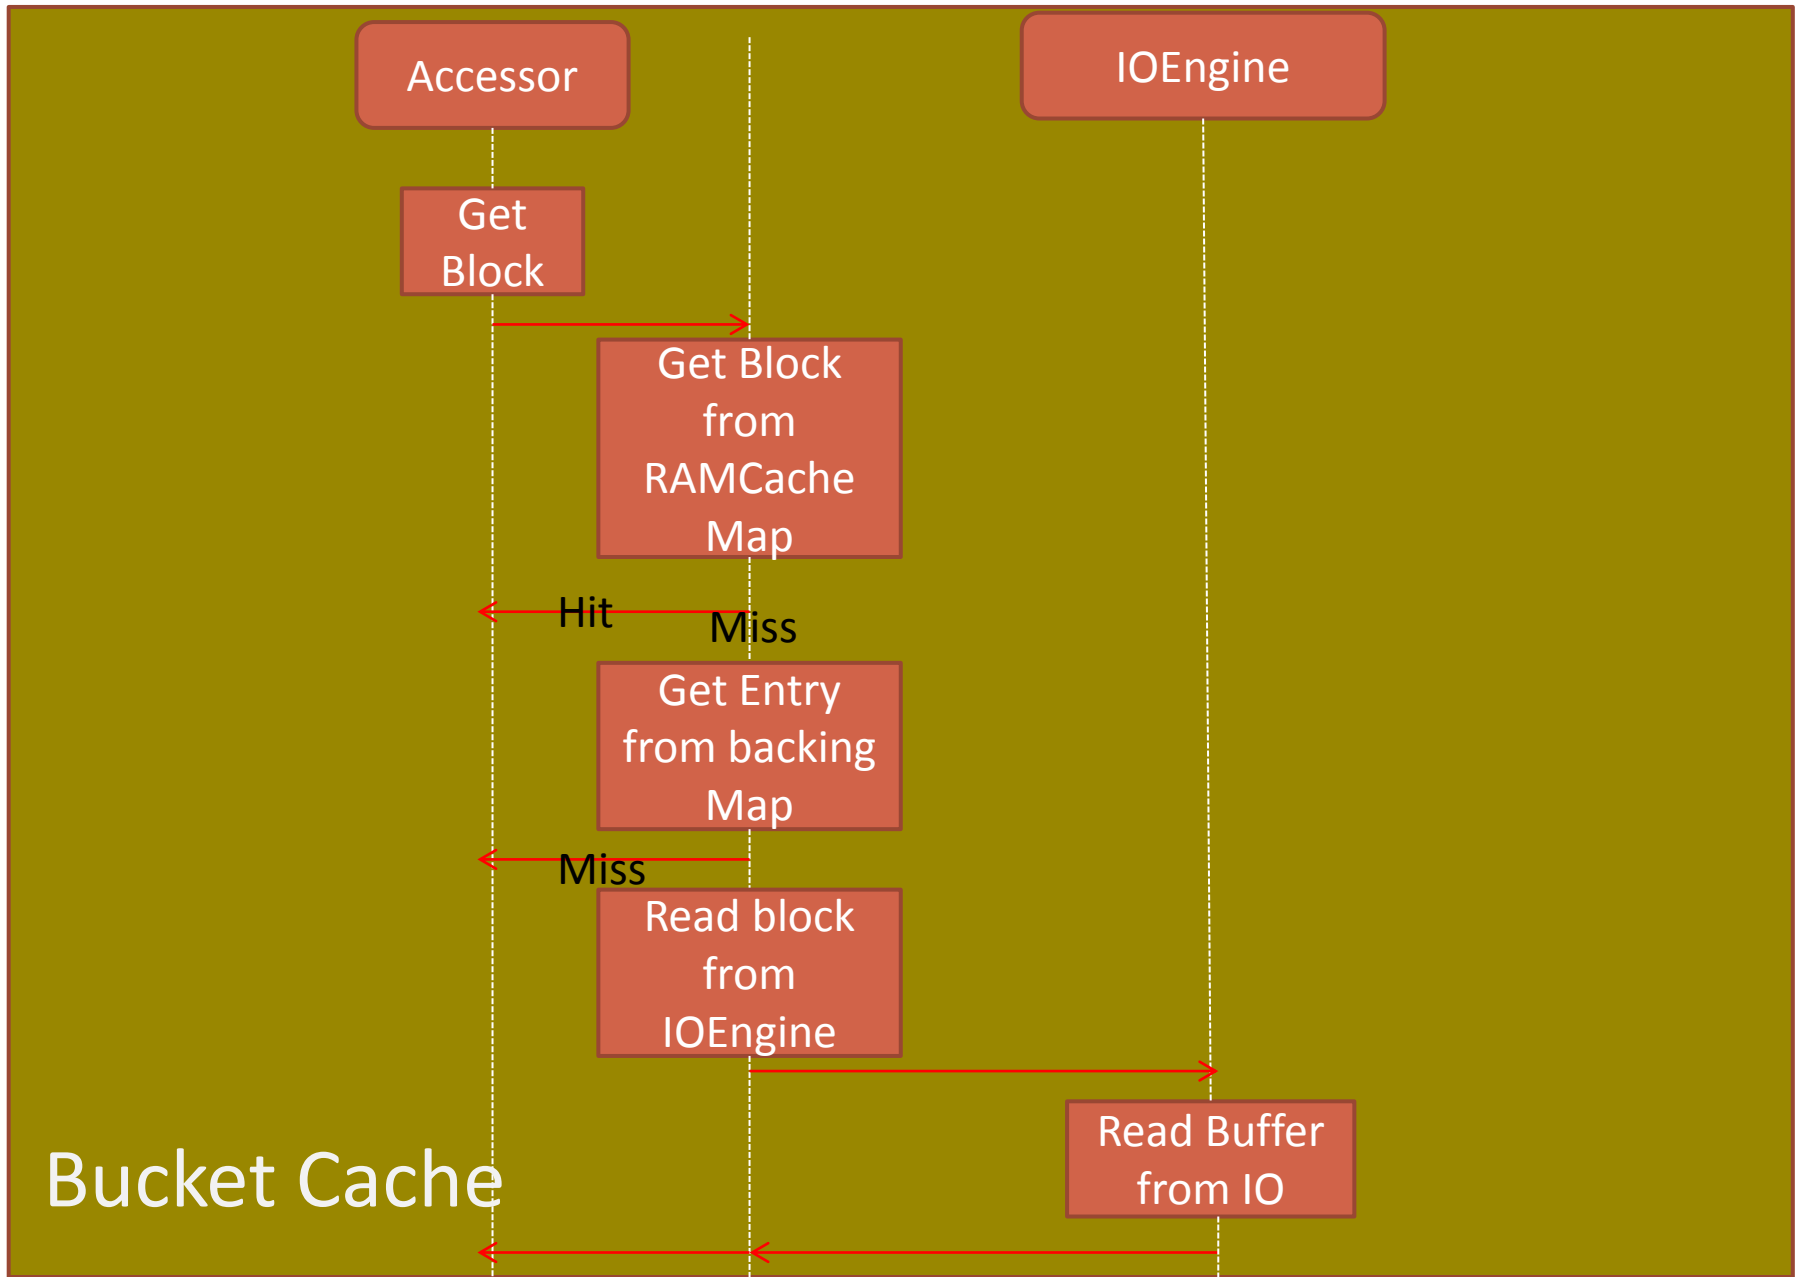 Accessor
IOEngine
Get
Block
Get Block
from
RAMCache
Map
Hit
Miss
Get Entry
from backing
Map
Miss
Read block
from
IOEngine
Read Buffer
from IO
Bucket Cache